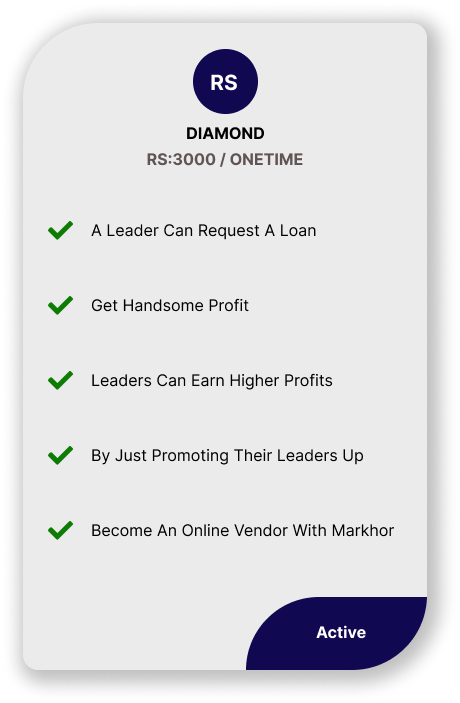 RS
DIAMOND
RS:3000 / ONETIME
A Leader Can Request A Loan
Get Handsome Profit
Leaders Can Earn Higher Profits
By Just Promoting Their Leaders Up
Become An Online Vendor With Markhor
Active